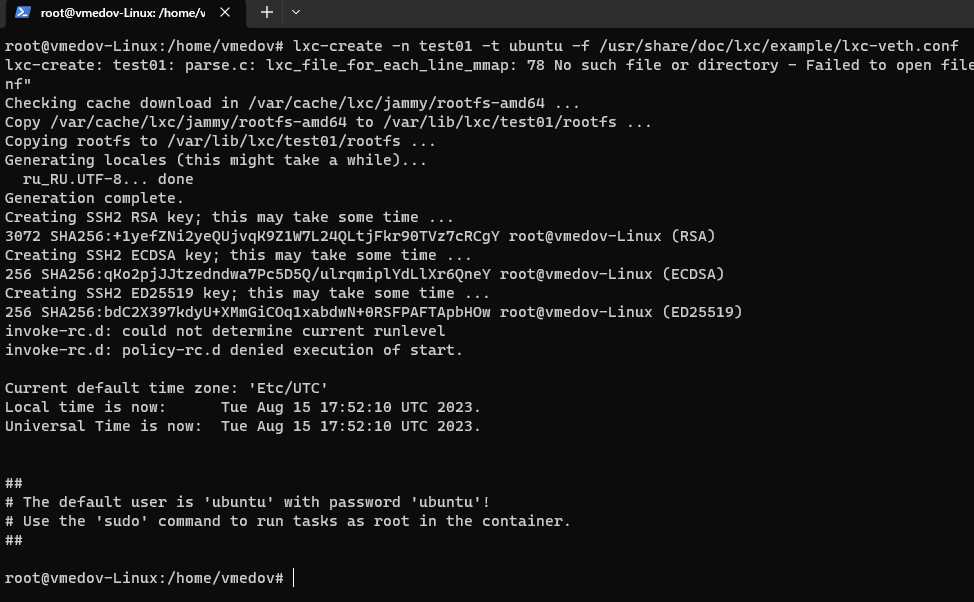 root@vmedov-Linux: /home/v
root@vmedov-Linux:/home/vmedov# lxc-create -n test01 -t ubuntu -f /usr/share/doc/lxc/example/lxc-veth.conf
lxc-create: test01: parse.c: lxc_file_for_each_line_mmap: 78 No such file or directory - Failed to open file
nf"
Checking cache download in /var/cache/lxc/jammy/rootfs-amd64 ...
Copy /var/cache/lxc/jammy/rootfs-amd64 to /var/lib/lxc/test01/rootfs ...
Copying rootfs to /var/lib/lxc/test01/rootfs ...
Generating locales (this might take a while)...
  ru_RU.UTF-8... done
Generation complete.
Creating SSH2 RSA key; this may take some time ...
3072 SHA256:+1yefZNi2yeQUjvqK9Z1W7L24QLtjFkr90TVz7cRCgY root@vmedov-Linux (RSA)
Creating SSH2 ECDSA key; this may take some time ...
256 SHA256:qKo2pjJJtzedndwa7Pc5D5Q/ulrqmiplYdLlXr6QneY root@vmedov-Linux (ECDSA)
Creating SSH2 ED25519 key; this may take some time ...
256 SHA256:bdC2X397kdyU+XMmGiCOq1xabdwN+0RSFPAFTApbHOw root@vmedov-Linux (ED25519)
invoke-rc.d: could not determine current runlevel
invoke-rc.d: policy-rc.d denied execution of start.
Current default time zone: 'Etc/UTC'
Local time is now:      Tue Aug 15 17:52:10 UTC 2023.
Universal Time is now:  Tue Aug 15 17:52:10 UTC 2023.
##
# The default user is 'ubuntu' with password 'ubuntu'!
# Use the 'sudo' command to run tasks as root in the container.
##
root@vmedov-Linux:/home/vmedov#